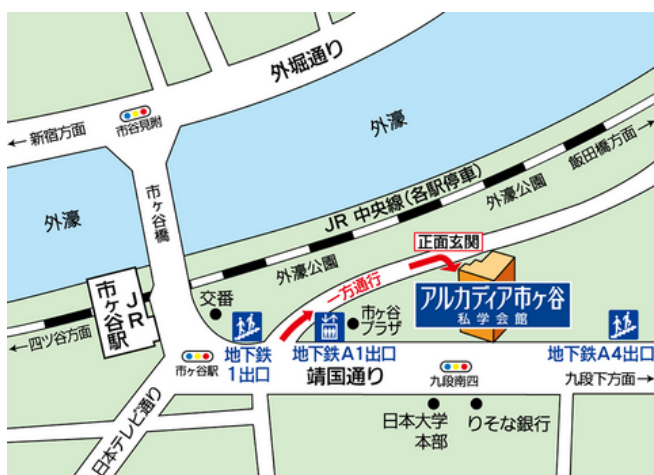 外堀通り
市谷見附
←新宿方面
外濠
飯田橋方面→
市ヶ谷橋
JR 中央線(各駅停車)
外濠公園
外濠
正面玄関
外濠公園
一方通行
アルカディア市ヶ谷
私学会館
JR
市ヶ谷駅
交番
市ヶ谷
プラザ
←四ツ谷方面
地下鉄
1出口
地下鉄A1出口
地下鉄A4出口
市ヶ谷駅
靖国通り
九段南四
九段下方面→
日本テレビ通り
日本大学
本部
りそな銀行